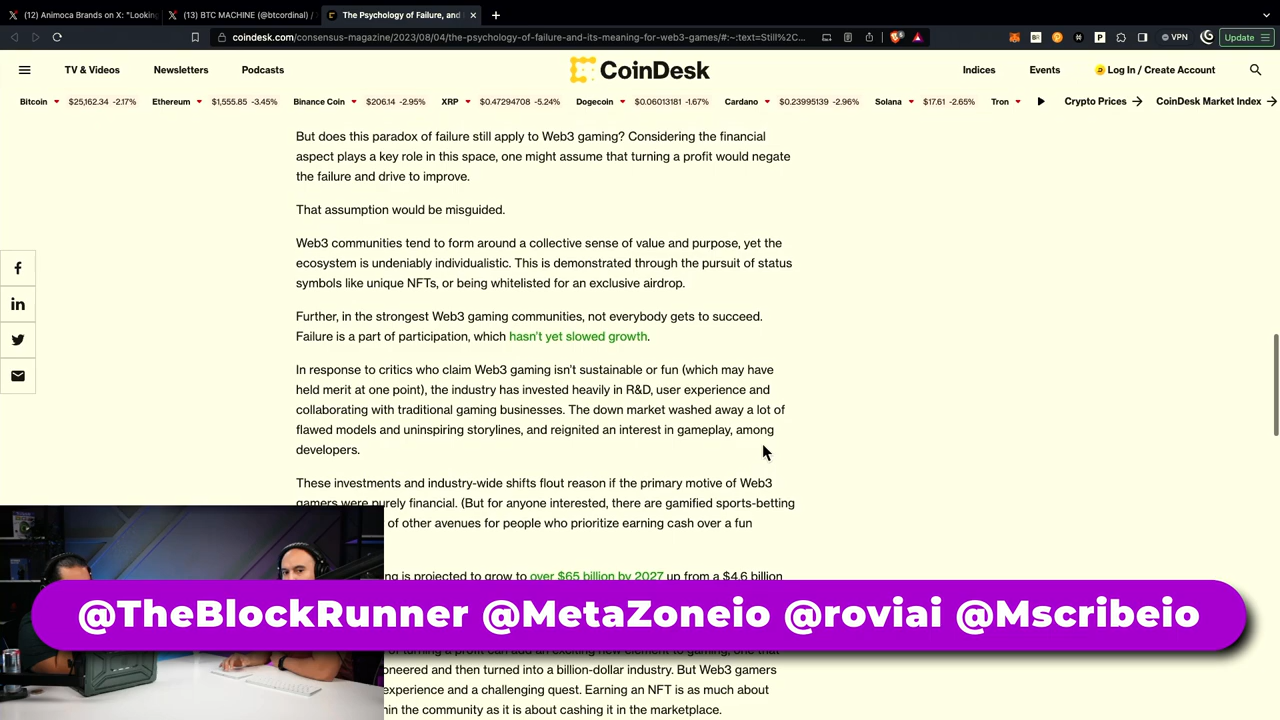 (12) Animoca Brands on X: "Looking
(13) BTC MACHINE (@btcordinal) /
The Psychology of Failure, and
coindesk.com/consensus-magazine/2023/08/04/the-psychology-of-failure-and-its-meaning-for-web3-games/#:~:text=Still%2C...
VPN
Update
TV & Videos
Newsletters
Podcasts
CoinDesk
Indices
Events
Log In / Create Account
Bitcoin $25,162.34 -2.17% Ethereum $1,555.85 -3.45% Binance Coin $206.14 -2.95% XRP $0.47294708 -5.24% Dogecoin $0.06013181 -1.67% Cardano $0.23995139 -2.96% Solana $17.61 -2.65% Tron
Crypto Prices
CoinDesk Market Index
But does this paradox of failure still apply to Web3 gaming? Considering the financial
aspect plays a key role in this space, one might assume that turning a profit would negate
the failure and drive to improve.
That assumption would be misguided.
Web3 communities tend to form around a collective sense of value and purpose, yet the
ecosystem is undeniably individualistic. This is demonstrated through the pursuit of status
symbols like unique NFTs, or being whitelisted for an exclusive airdrop.
Further, in the strongest Web3 gaming communities, not everybody gets to succeed.
Failure is a part of participation, which hasn't yet slowed growth.
In response to critics who claim Web3 gaming isn't sustainable or fun (which may have
held merit at one point), the industry has invested heavily in R&D, user experience and
collaborating with traditional gaming businesses. The down market washed away a lot of
flawed models and uninspiring storylines, and reignited an interest in gameplay, among
developers.
These investments and industry-wide shifts flout reason if the primary motive of Web3
gamers were purely financial. (But for anyone interested, there are gamified sports-betting
of other avenues for people who prioritize earning cash over a fun
is projected to grow to over $65 billion by 2027 up from a $4.6 billion
@TheBlockRunner @MetaZoneio @roviai @Mscribeio
of turning a profit can add an exciting new element to gaming, one that
and then turned into a billion-dollar industry. But Web3 gamers
experience and a challenging quest. Earning an NFT is as much about
the community as it is about cashing it in the marketplace.